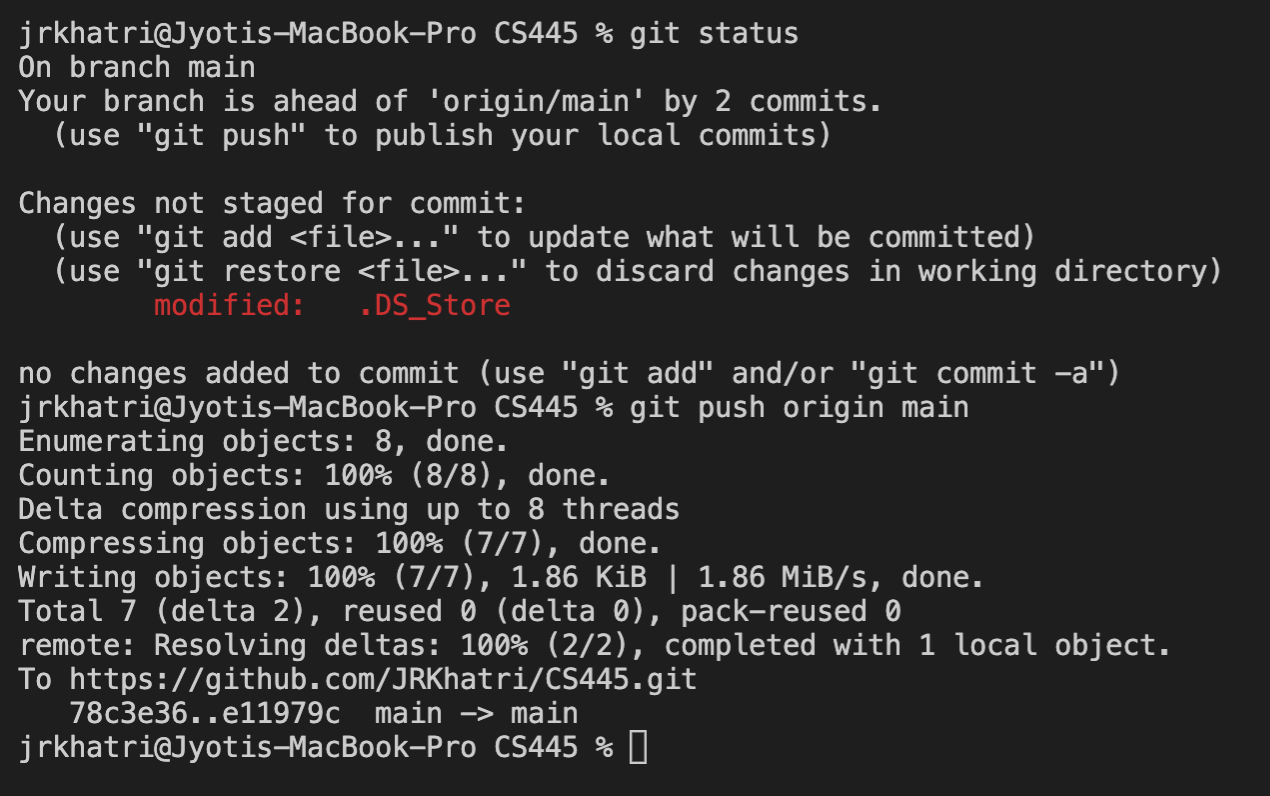 jrkhatri@Jyotis-MacBook-Pro CS445 % git status
On branch main
Your branch is ahead of 'origin/main' by 2 commits.
  (use "git push" to publish your local commits)

Changes not staged for commit:
  (use "git add <file>..." to update what will be committed)
  (use "git restore <file>..." to discard changes in working directory)
        modified:   .DS_Store

no changes added to commit (use "git add" and/or "git commit -a")
jrkhatri@Jyotis-MacBook-Pro CS445 % git push origin main
Enumerating objects: 8, done.
Counting objects: 100% (8/8), done.
Delta compression using up to 8 threads
Compressing objects: 100% (7/7), done.
Writing objects: 100% (7/7), 1.86 KiB | 1.86 MiB/s, done.
Total 7 (delta 2), reused 0 (delta 0), pack-reused 0
remote: Resolving deltas: 100% (2/2), completed with 1 local object.
To https://github.com/JRKhatri/CS445.git
   78c3e36..e11979c  main -> main
jrkhatri@Jyotis-MacBook-Pro CS445 %